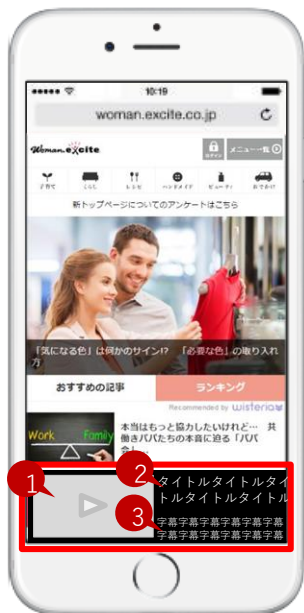 10:19
woman.excite.co.jp
Woman.excite
ログイン
メニュー一覧
子育て くらし レシピ ハンドメイド ビューティ おでかけ
新トップページについてのアンケートはこちら
「気になる色」は何かのサイン!? 「必要な色」の取り入れ
方
おすすめの記事
ランキング
Recommended by wisteria
Work Family
本当はもっと協力したいけれど… 共
働きパパたちの本音に迫る「パパ
会」
1
2
タイトルタイトルタイ
トルタイトルタイトル
3
字幕字幕字幕字幕字幕字幕
字幕字幕字幕字幕字幕字幕